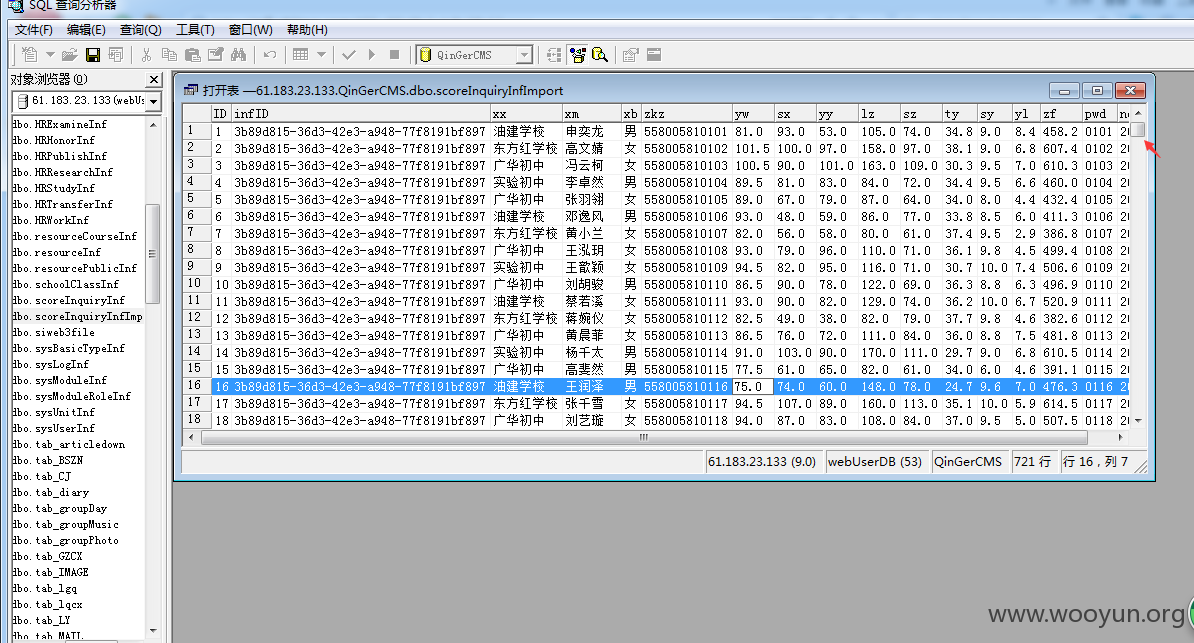 SQL 查询分析器
文件(F) 编辑(E) 查询(Q) 工具(T) 窗口(W) 帮助(H)
QinGerCMS
对象浏览器(O)
61.183.23.133(webUs
dbo.HRExamineInf
dbo.HRHonorInf
dbo.HRPublishInf
dbo.HRResearchInf
dbo.HRStudyInf
dbo.HRTransferInf
dbo.HRWorkInf
dbo.resourceCourseInf
dbo.resourceInf
dbo.resourcePublicInf
dbo.schoolClassInf
dbo.scoreInquiryInf
dbo.scoreInquiryInfImp
dbo.siweb3file
dbo.sysBasicTypeInf
dbo.sysLogInf
dbo.sysModuleInf
dbo.sysModuleRoleInf
dbo.sysUnitInf
dbo.sysUserInf
dbo.tab_articledown
dbo.tab_BSZN
dbo.tab_CJ
dbo.tab_diary
dbo.tab_groupDay
dbo.tab_groupMusic
dbo.tab_groupPhoto
dbo.tab_GZCX
dbo.tab_IMAGE
dbo.tab_lgq
dbo.tab_lqcx
dbo.tab_LY
dbo.tab_MAIL
打开表 —61.183.23.133.QinGerCMS.dbo.scoreInquiryInfImport
ID infID xx xm xb zkz yw sx yy lz sz ty sy yl zf pwd
1 1 3b89d815-36d3-42e3-a948-77f8191bf897 油建学校 申奕龙 男 558005810101 81.0 93.0 53.0 105.0 74.0 34.8 9.0 8.4 458.2 0101 20
2 2 3b89d815-36d3-42e3-a948-77f8191bf897 东方红学校 高文婧 女 558005810102 101.5 100.0 97.0 158.0 97.0 38.1 9.0 6.8 607.4 0102 20
3 3 3b89d815-36d3-42e3-a948-77f8191bf897 广华初中 冯云柯 女 558005810103 100.5 90.0 101.0 163.0 109.0 30.3 9.5 7.0 610.3 0103 20
4 4 3b89d815-36d3-42e3-a948-77f8191bf897 实验初中 李卓然 男 558005810104 89.5 81.0 83.0 84.0 72.0 34.4 9.5 6.6 460.0 0104 20
5 5 3b89d815-36d3-42e3-a948-77f8191bf897 广华初中 张羽翎 女 558005810105 89.0 67.0 79.0 87.0 64.0 34.0 8.0 4.4 432.4 0105 20
6 6 3b89d815-36d3-42e3-a948-77f8191bf897 油建学校 邓逸风 男 558005810106 93.0 48.0 59.0 86.0 77.0 33.8 8.5 6.0 411.3 0106 20
7 7 3b89d815-36d3-42e3-a948-77f8191bf897 东方红学校 黄小兰 女 558005810107 82.0 56.0 58.0 80.0 61.0 37.4 9.5 2.9 386.8 0107 20
8 8 3b89d815-36d3-42e3-a948-77f8191bf897 广华初中 王泓玥 女 558005810108 93.0 79.0 96.0 110.0 71.0 36.1 9.8 4.5 499.4 0108 20
9 9 3b89d815-36d3-42e3-a948-77f8191bf897 实验初中 王歆颖 女 558005810109 94.5 82.0 95.0 116.0 71.0 30.7 10.0 7.4 506.6 0109 20
10 10 3b89d815-36d3-42e3-a948-77f8191bf897 广华初中 刘胡骏 男 558005810110 86.5 90.0 78.0 122.0 69.0 36.3 8.8 6.3 496.9 0110 20
11 11 3b89d815-36d3-42e3-a948-77f8191bf897 油建学校 蔡若溪 女 558005810111 93.0 90.0 82.0 129.0 74.0 36.2 10.0 6.7 520.9 0111 20
12 12 3b89d815-36d3-42e3-a948-77f8191bf897 东方红学校 蒋婉仪 女 558005810112 82.5 49.0 38.0 82.0 79.0 37.7 9.8 4.6 382.6 0112 20
13 13 3b89d815-36d3-42e3-a948-77f8191bf897 广华初中 黄晨菲 女 558005810113 86.5 76.0 72.0 111.0 84.0 36.0 8.8 7.5 481.8 0113 20
14 14 3b89d815-36d3-42e3-a948-77f8191bf897 实验初中 杨千太 男 558005810114 91.0 103.0 90.0 170.0 111.0 29.7 9.0 6.8 610.5 0114 20
15 15 3b89d815-36d3-42e3-a948-77f8191bf897 广华初中 高斐然 男 558005810115 77.5 61.0 65.0 82.0 61.0 34.0 6.0 4.6 391.1 0115 20
16 16 3b89d815-36d3-42e3-a948-77f8191bf897 油建学校 王润泽 男 558005810116 75.0 74.0 60.0 148.0 78.0 24.7 9.6 7.0 476.3 0116 20
17 17 3b89d815-36d3-42e3-a948-77f8191bf897 东方红学校 张千雪 女 558005810117 94.5 107.0 89.0 160.0 113.0 35.1 10.0 5.9 614.5 0117 20
18 18 3b89d815-36d3-42e3-a948-77f8191bf897 广华初中 刘艺璇 女 558005810118 94.0 87.0 83.0 108.0 84.0 37.0 9.5 5.0 507.5 0118 20
61.183.23.133 (9.0) webUserDB (53) QinGerCMS 721 行 行 16，列 7
www.wooyun.org